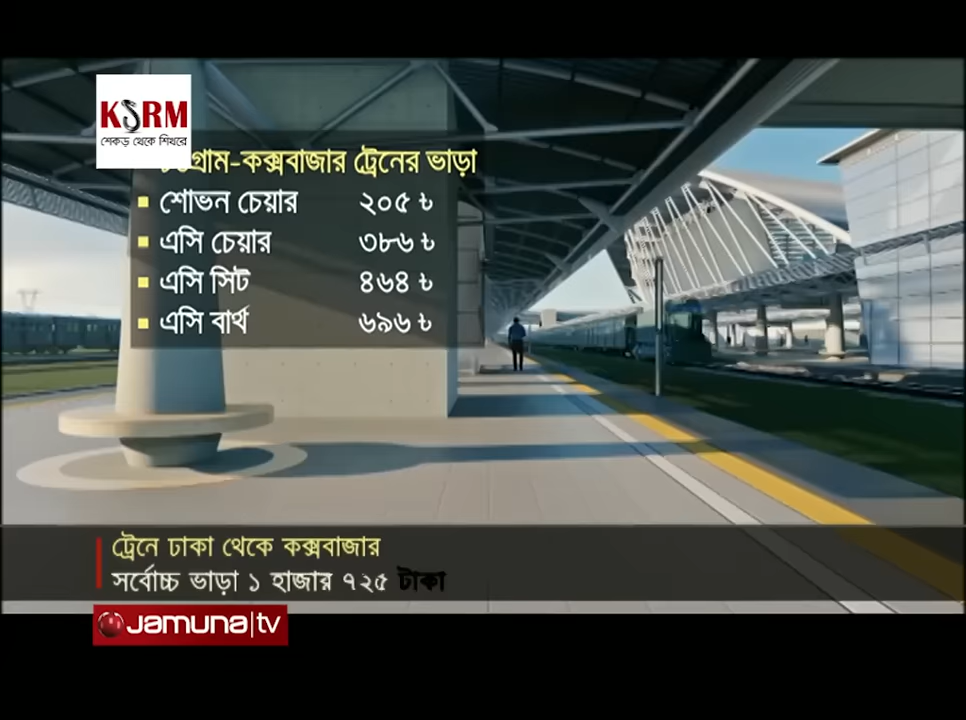 KSRM
শেকড় থেকে শিখরে
গ্রাম-কক্সবাজার ট্রেনের ভাড়া
শোভন চেয়ার ২০৫ ৳
এসি চেয়ার ৩৮৬ ৳
এসি সিট ৪৬৪ ৳
এসি বার্থ ৬৯৬ ৳
ট্রেনে ঢাকা থেকে কক্সবাজার
সর্বোচ্চ ভাড়া ১ হাজার ৭২৫ টাকা
Jamuna|tv